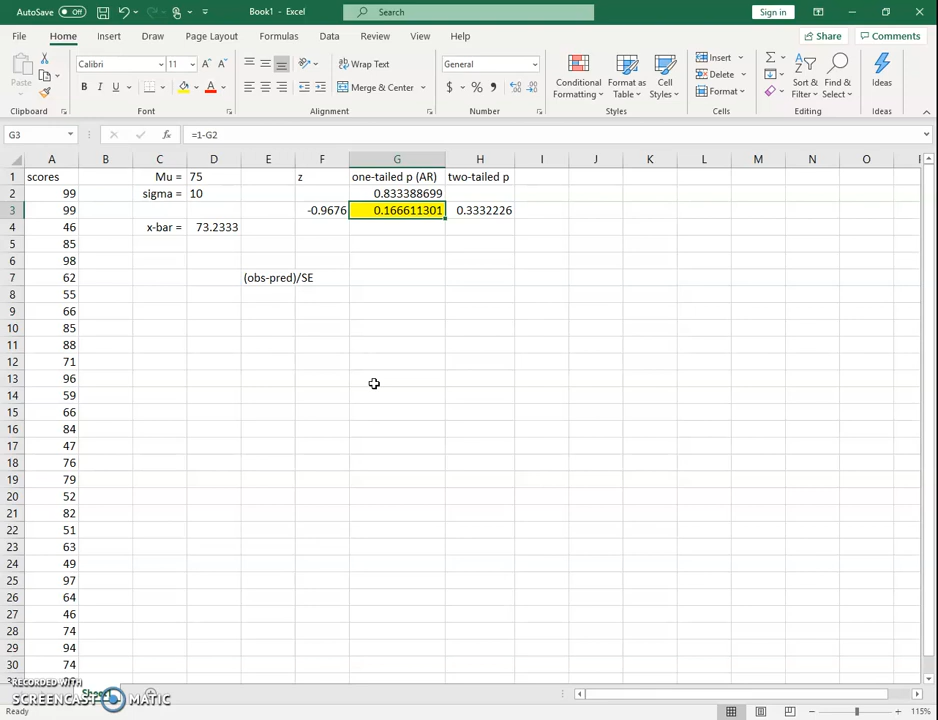 AutoSave Off Book1 - Excel Search Sign in
File Home Insert Draw Page Layout Formulas Data Review View Help Share Comments
Paste Calibri 11 A A Wrap Text General Conditional Formatting Format as Table Cell Styles Insert Delete Format Sort & Filter Find & Select Ideas
B I U A Merge & Center $ % ,
Clipboard Font Alignment Number Styles Cells Editing Ideas
G3 fx =1-G2
A B C D E F G H I J K L M N O
1 scores Mu = 75 z one-tailed p (AR) two-tailed p
2 99 sigma = 10 0.833388699
3 99 -0.9676 0.166611301 0.3332226
4 46 x-bar = 73.2333
5 85
6 98
7 62 (obs-pred)/SE
8 55
9 66
10 85
11 88
12 71
13 96
14 59
15 66
16 84
17 47
18 76
19 79
20 52
21 82
22 51
23 63
24 49
25 97
26 64
27 46
28 74
29 94
30 74
RECORDED WITH
SCREENCAST MATIC
Ready 115%